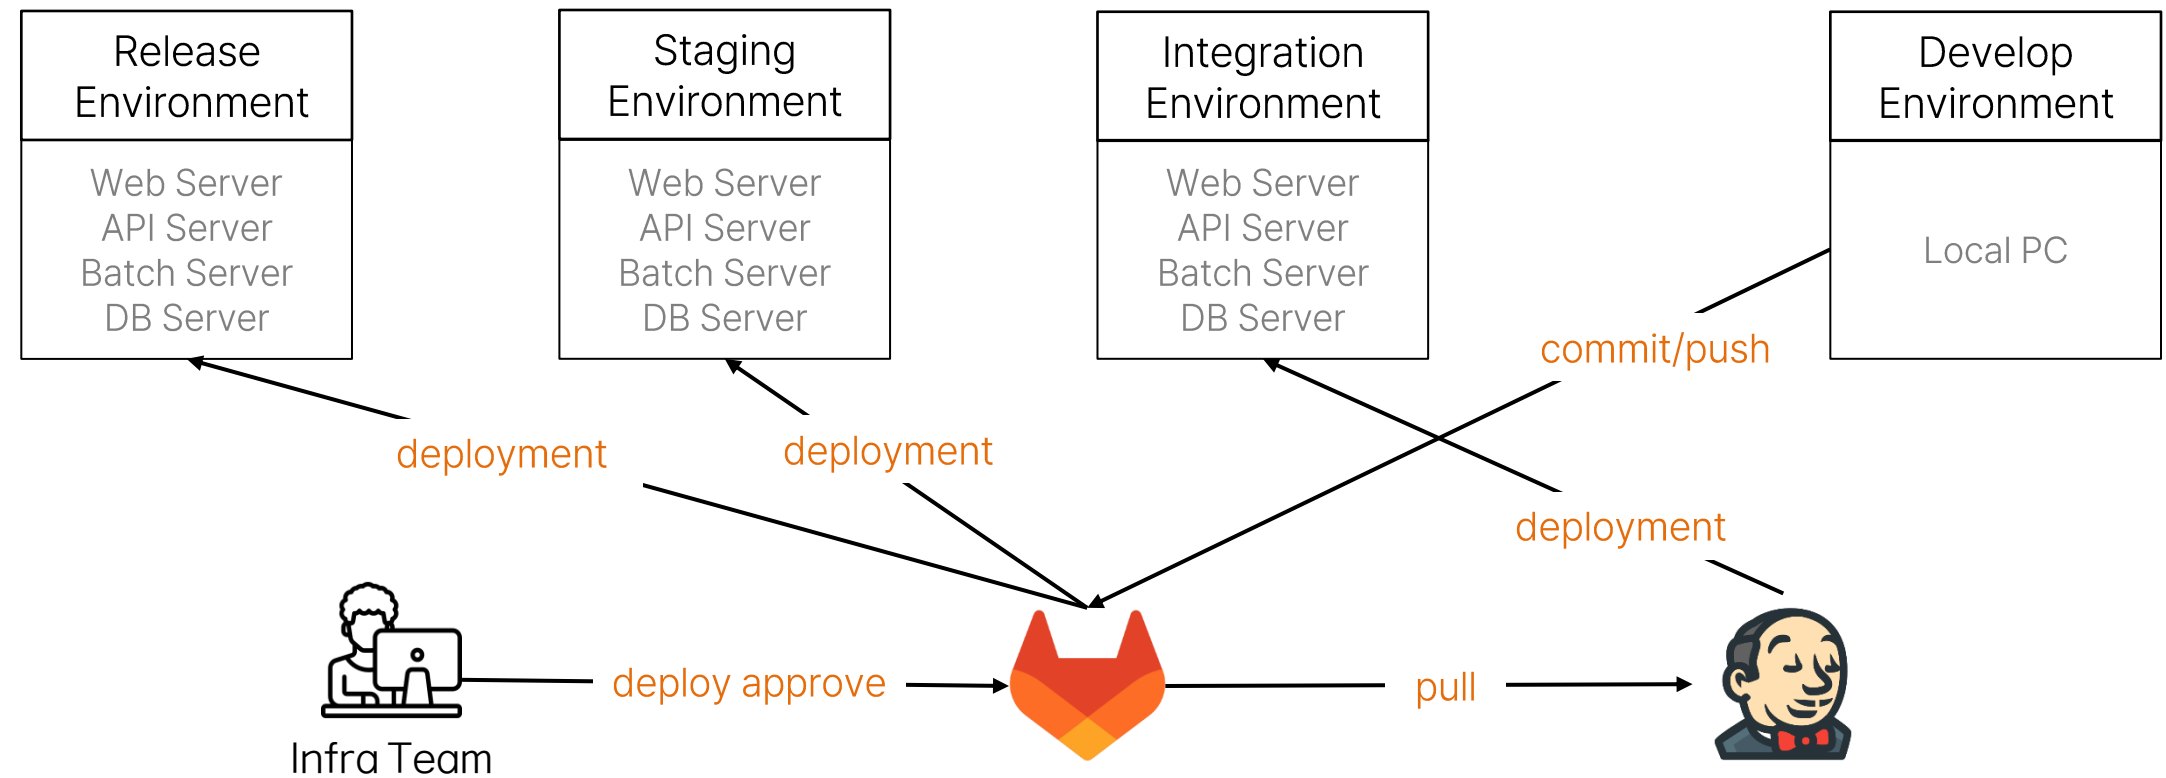 Release
Environment
Web Server
API Server
Batch Server
DB Server
Staging
Environment
Web Server
API Server
Batch Server
DB Server
Integration
Environment
Web Server
API Server
Batch Server
DB Server
Develop
Environment
Local PC
commit/push
deployment
deployment
deployment
deploy approve
pull
Infra Team